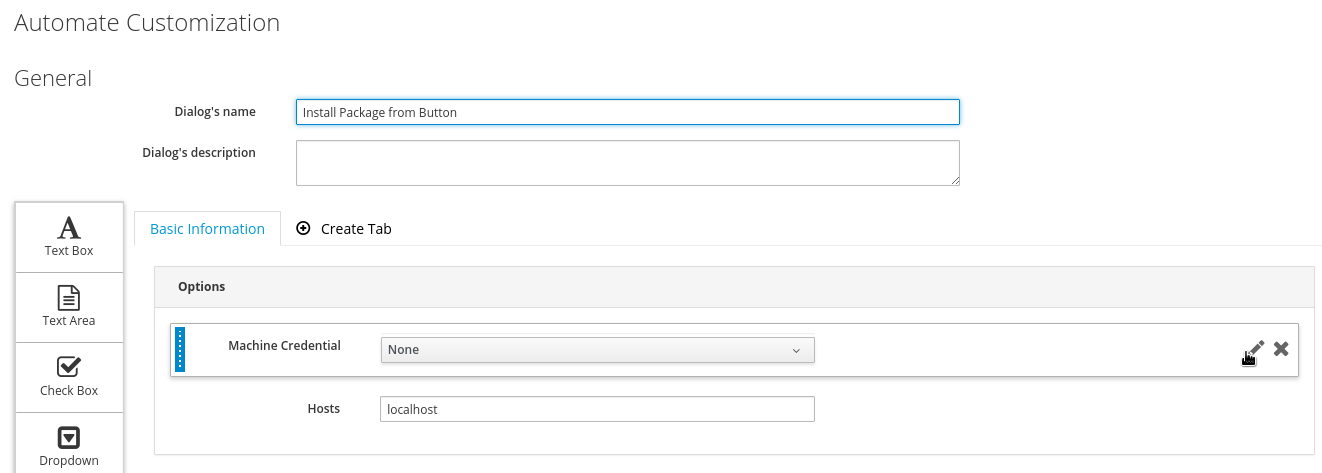 Automate Customization
General
Dialog's name
Install Package from Button
Dialog's description
A
Text Box
Text Area
Check Box
Dropdown
Basic Information
Create Tab
Options
Machine Credential
None
Hosts
localhost